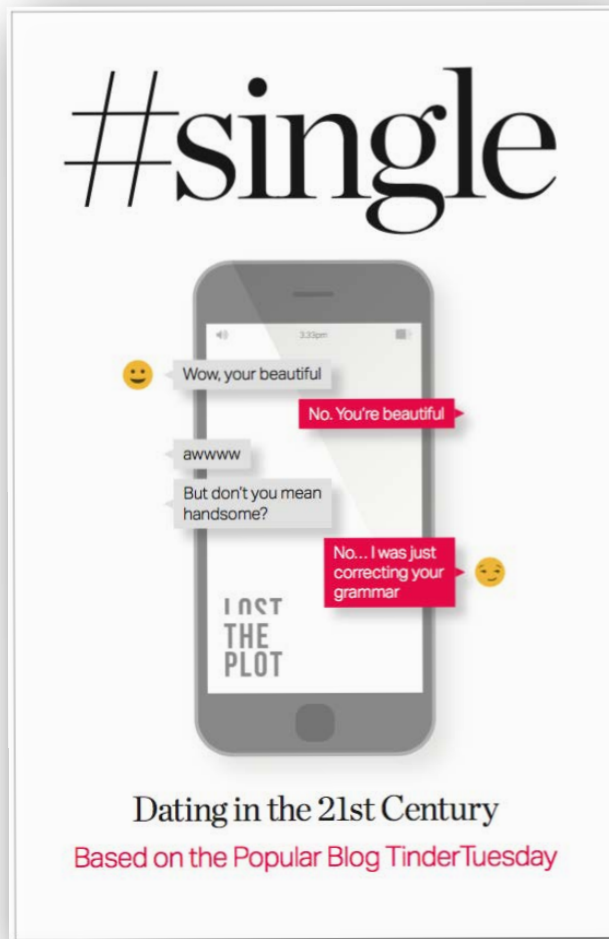 #single
3.33pm
Wow, your beautiful
No. You're beautiful
awwww
But don't you mean
handsome?
No... I was just
correcting your
grammar
LOST
THE
PLOT
Dating in the 21st Century
Based on the Popular Blog TinderTuesday